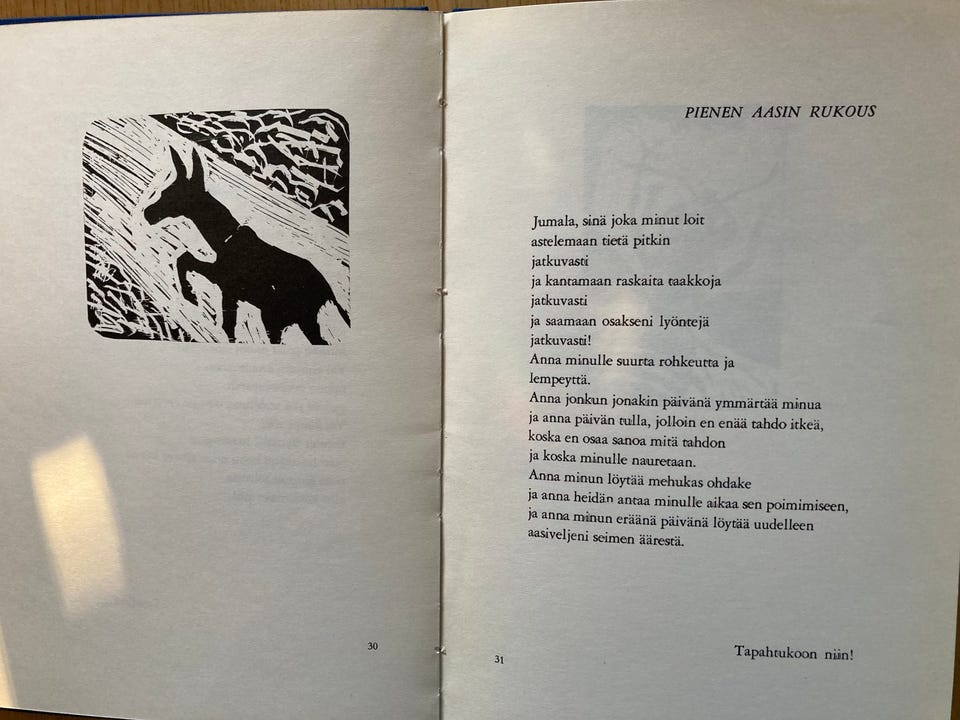 30
PIENEN AASIN RUKOUS
Jumala, sinä joka minut loit
astelemaan tietä pitkin
jatkuvasti
ja kantamaan raskaita taakkoja
jatkuvasti
ja saamaan osakseni lyöntejä
jatkuvasti!
Anna minulle suurta rohkeutta ja
lempeyttä.
Anna jonkun jonakin päivänä ymmärtää minua
ja anna päivän tulla, jolloin en enää tahdo itkeä,
koska en osaa sanoa mitä tahdon
ja koska minulle nauretaan.
Anna minun löytää mehukas ohdake
ja anna heidän antaa minulle aikaa sen poimimiseen,
ja anna minun eräänä päivänä löytää uudelleen
aasiveljeni seimen äärestä.
Tapahtukoon niin!
31